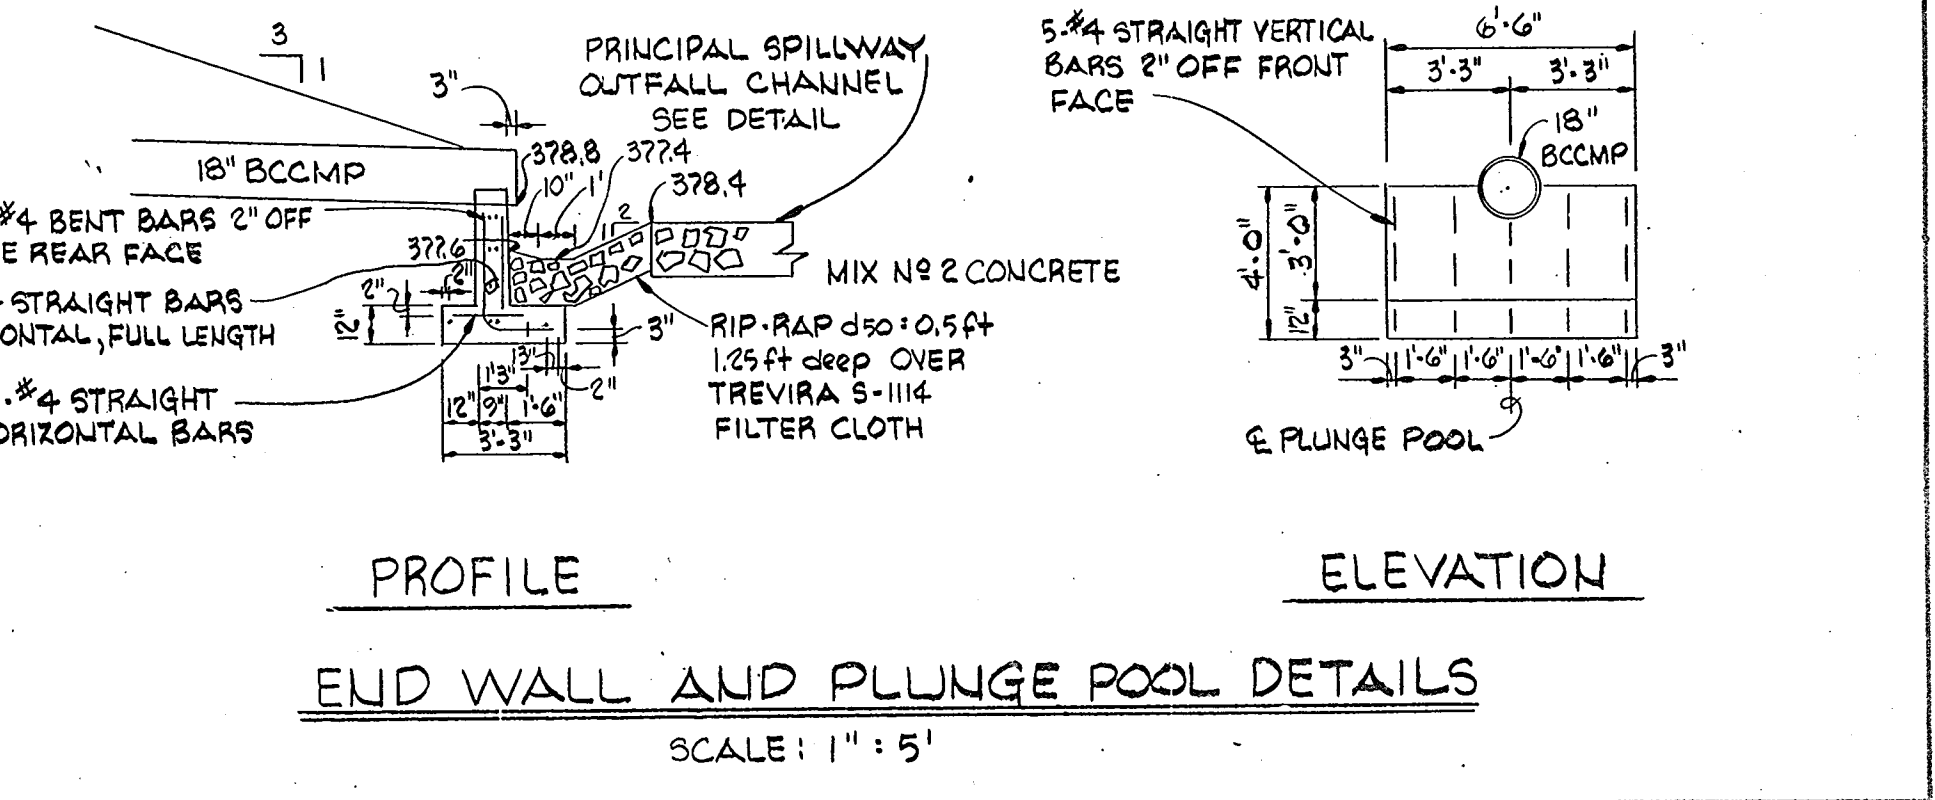 3
1
3"
PRINCIPAL SPILLWAY
OUTFALL CHANNEL
SEE DETAIL
18" BCCMP
378.8
377.4
10"
1'
378.4
2
1
#4 BENT BARS 2" OFF
E REAR FACE
377.6
2"
2"
STRAIGHT BARS
ONTAL, FULL LENGTH
12"
3"
MIX Nº 2 CONCRETE
RIP-RAP d50 = 0.5ft
1.25ft deep OVER
TREVIRA S-1114
FILTER CLOTH
.-#4 STRAIGHT
ORIZONTAL BARS
3"
1'3"
2"
12"
9"
1'-6"
3'-3"
PROFILE
5-#4 STRAIGHT VERTICAL
BARS 2" OFF FRONT
FACE
6'-6"
3'-3"
3'-3"
18"
BCCMP
4'-0"
3'-0"
12"
3"
1'-6"
1'-6"
1'-6"
1'-6"
3"
℄ PLUNGE POOL
ELEVATION
END WALL AND PLUNGE POOL DETAILS
SCALE: 1" = 5'